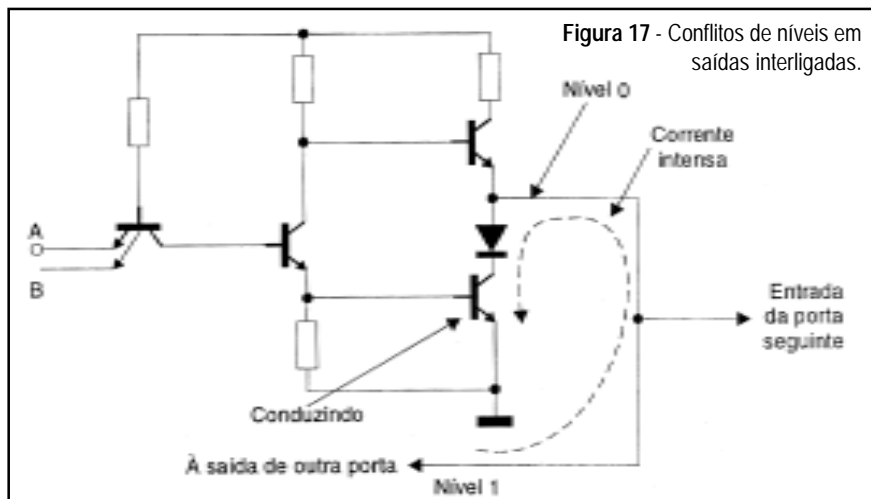 Figura 17 - Conflitos de níveis em
saídas interligadas.
Nível 0
Corrente
intensa
A
B
Entrada
da porta
seguinte
Conduzindo
À saída de outra porta
Nível 1